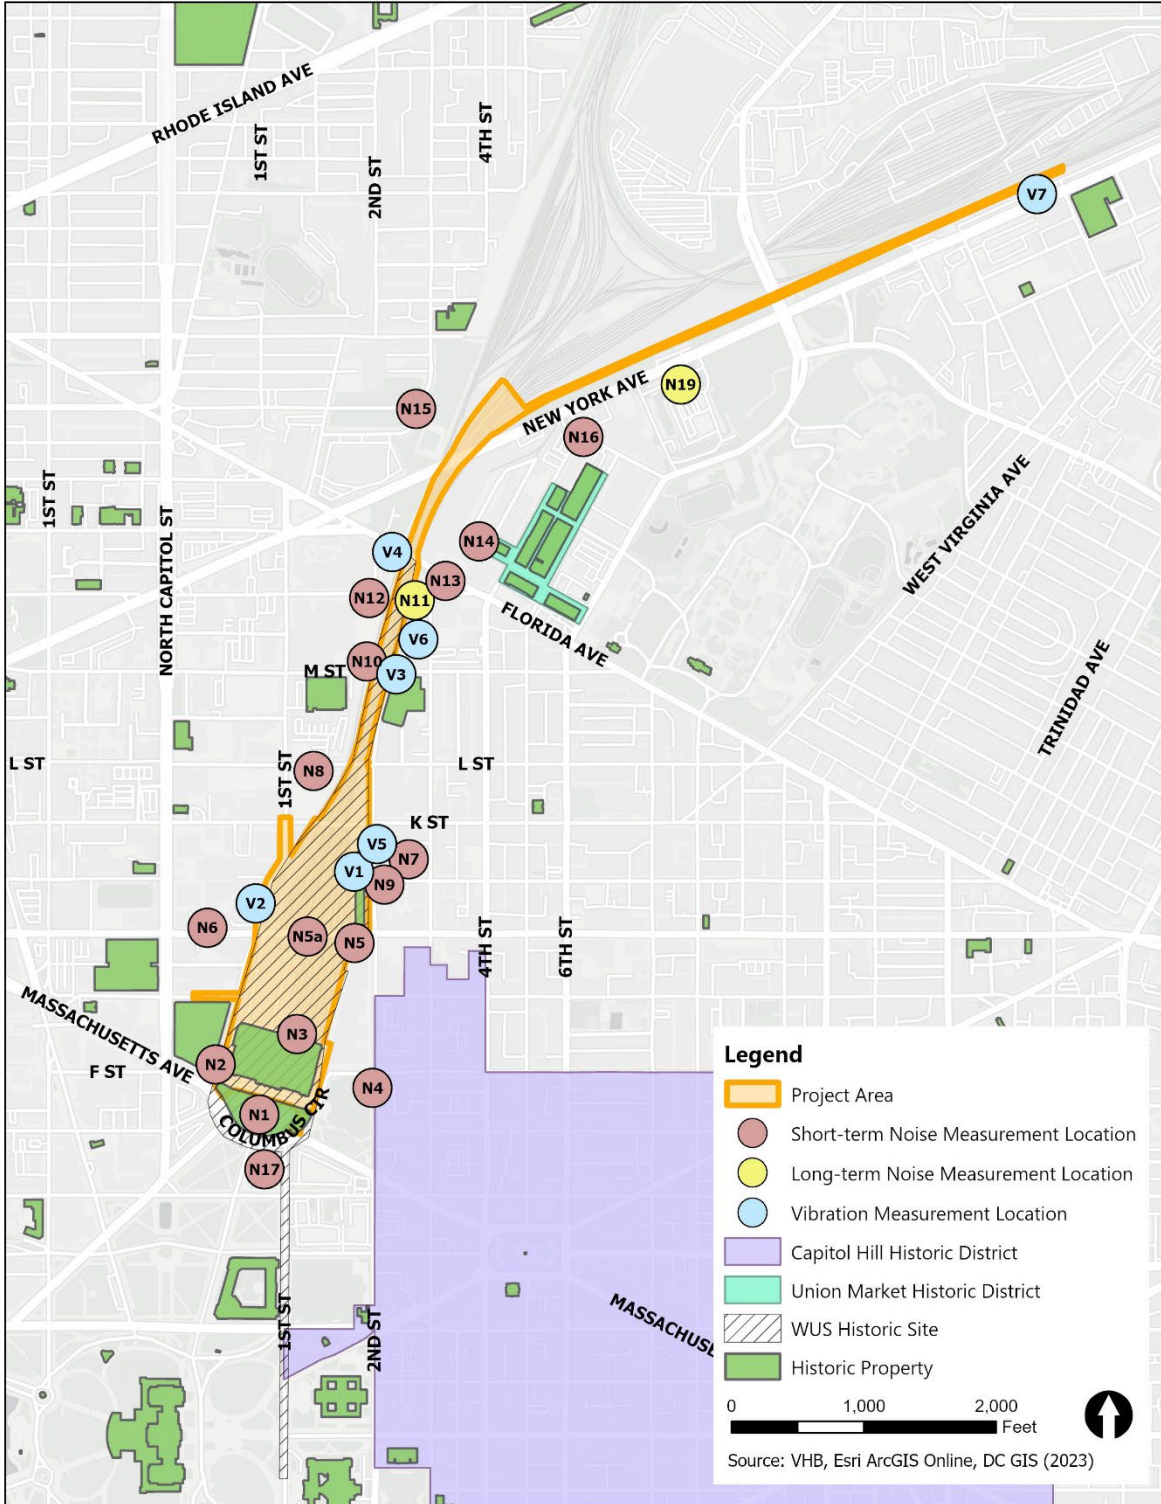 RHODE ISLAND AVE
1ST ST
2ND ST
4TH ST
V7
N19
N15
NEW YORK AVE
N16
1ST ST
NORTH CAPITOL ST
WEST VIRGINIA AVE
N14
V4
N13
N12
N11
FLORIDA AVE
V6
N10
M ST
V3
TRINIDAD AVE
L ST
1ST ST
N8
L ST
K ST
V5
N7
V1
N9
V2
N6
N5a
N5
4TH ST
6TH ST
MASSACHUSETTS AVE
N3
N2
F ST
N4
N1
COLUMBUS CIR
N17
1ST ST
2ND ST
MASSACHUSE
Legend
Project Area
Short-term Noise Measurement Location
Long-term Noise Measurement Location
Vibration Measurement Location
Capitol Hill Historic District
Union Market Historic District
WUS Historic Site
Historic Property
0 1,000 2,000
Feet
Source: VHB, Esri ArcGIS Online, DC GIS (2023)